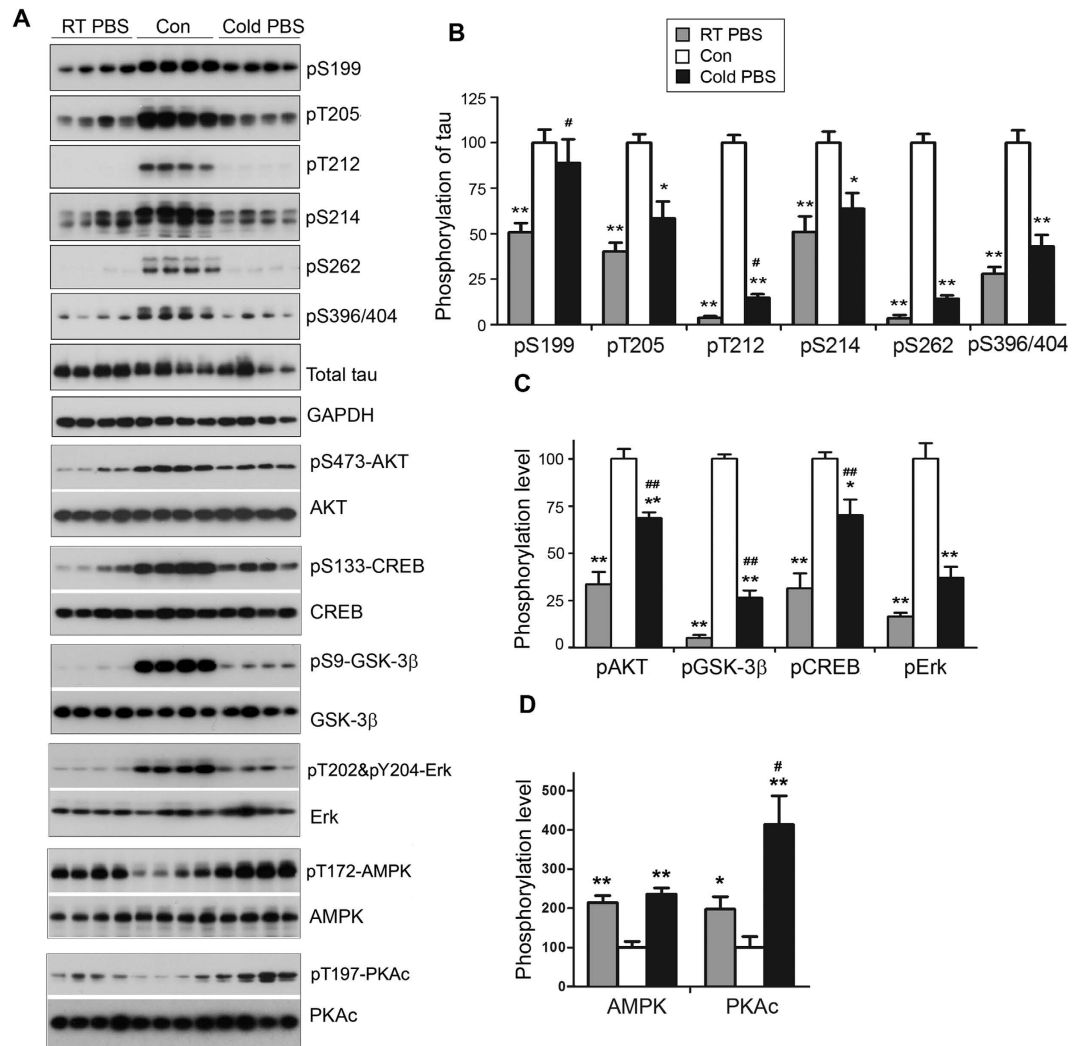 A
RT PBS Con Cold PBS
pS199
pT205
pT212
pS214
pS262
pS396/404
Total tau
GAPDH
pS473-AKT
AKT
pS133-CREB
CREB
pS9-GSK-3β
GSK-3β
pT202&pY204-Erk
Erk
pT172-AMPK
AMPK
pT197-PKAc
PKAc
B
RT PBS
Con
Cold PBS
Phosphorylation of tau
125
100
75
50
25
0
** # ** * ** # ** ** * ** ** ** **
pS199 pT205 pT212 pS214 pS262 pS396/404
C
Phosphorylation level
100
75
50
25
0
** ## ** ** ## ** ** ## * ** **
pAKT pGSK-3β pCREB pErk
D
Phosphorylation level
500
400
300
200
100
0
** ** * # **
AMPK PKAc